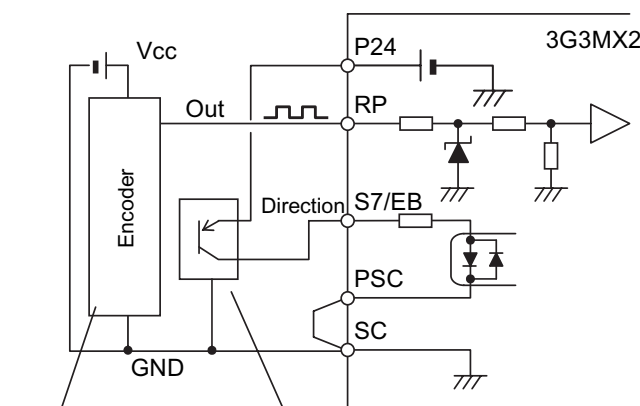 3G3MX2
P24
Vcc
RP
Out
Encoder
Direction
S7/EB
PSC
SC
GND